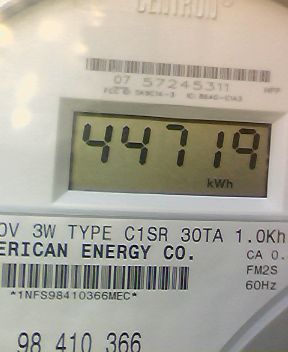 CENTRON®
07 57245311
44719
kWh
0V 3W TYPE C1SR 30TA 1.0Kh
ERICAN ENERGY CO.
CA 0.
FM2S
60Hz
*1NFS98410366MEC*
98 410 366